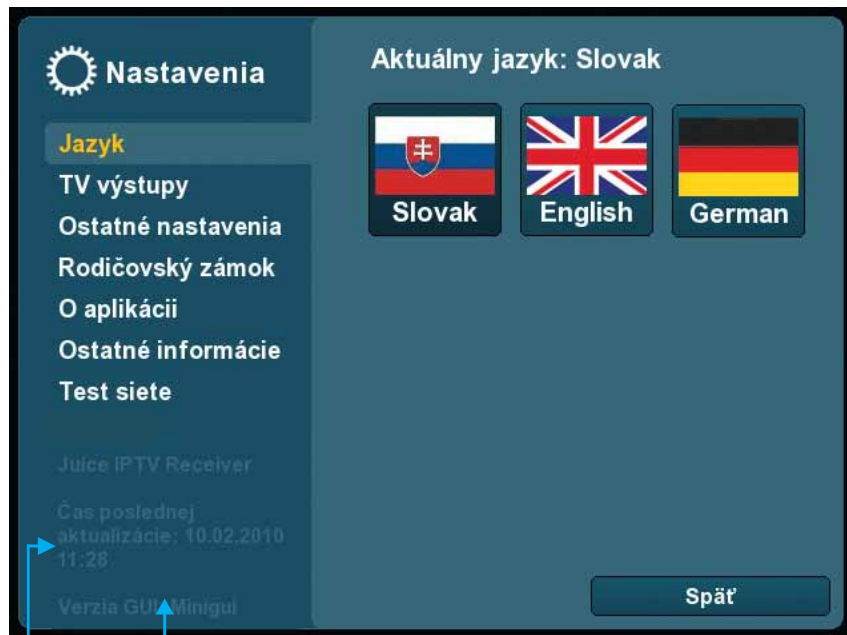 Nastavenia
Jazyk
TV výstupy
Ostatné nastavenia
Rodičovský zámok
O aplikácii
Ostatné informácie
Test siete
Juice IPTV Receiver
Čas poslednej
aktualizácie: 10.02.2010
11:28
Verzia GUI: Minigui
Aktuálny jazyk: Slovak
Slovak
English
German
Späť